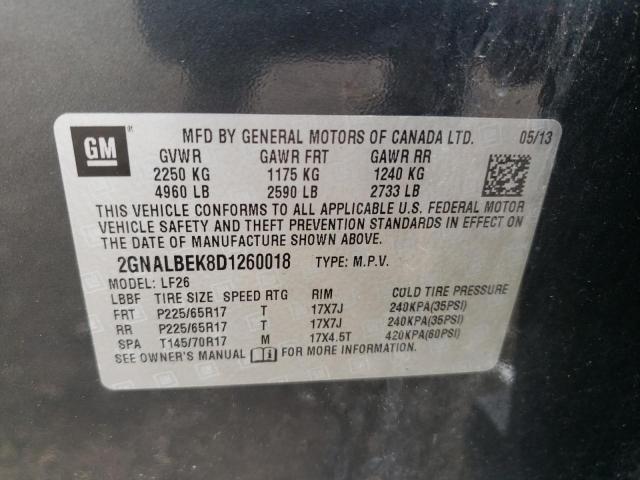 GM
MFD BY GENERAL MOTORS OF CANADA LTD. 05/13
GVWR GAWR FRT GAWR RR
2250 KG 1175 KG 1240 KG
4960 LB 2590 LB 2733 LB
THIS VEHICLE CONFORMS TO ALL APPLICABLE U.S. FEDERAL MOTOR
VEHICLE SAFETY AND THEFT PREVENTION STANDARDS IN EFFECT ON
THE DATE OF MANUFACTURE SHOWN ABOVE.
2GNALBEK8D1260018 TYPE: M.P.V.
MODEL: LF26
LBBF TIRE SIZE SPEED RTG RIM COLD TIRE PRESSURE
FRT P225/65R17 T 17X7J 240KPA(35PSI)
RR P225/65R17 T 17X7J 240KPA(35PSI)
SPA T145/70R17 M 17X4.5T 420KPA(60PSI)
SEE OWNER'S MANUAL FOR MORE INFORMATION.